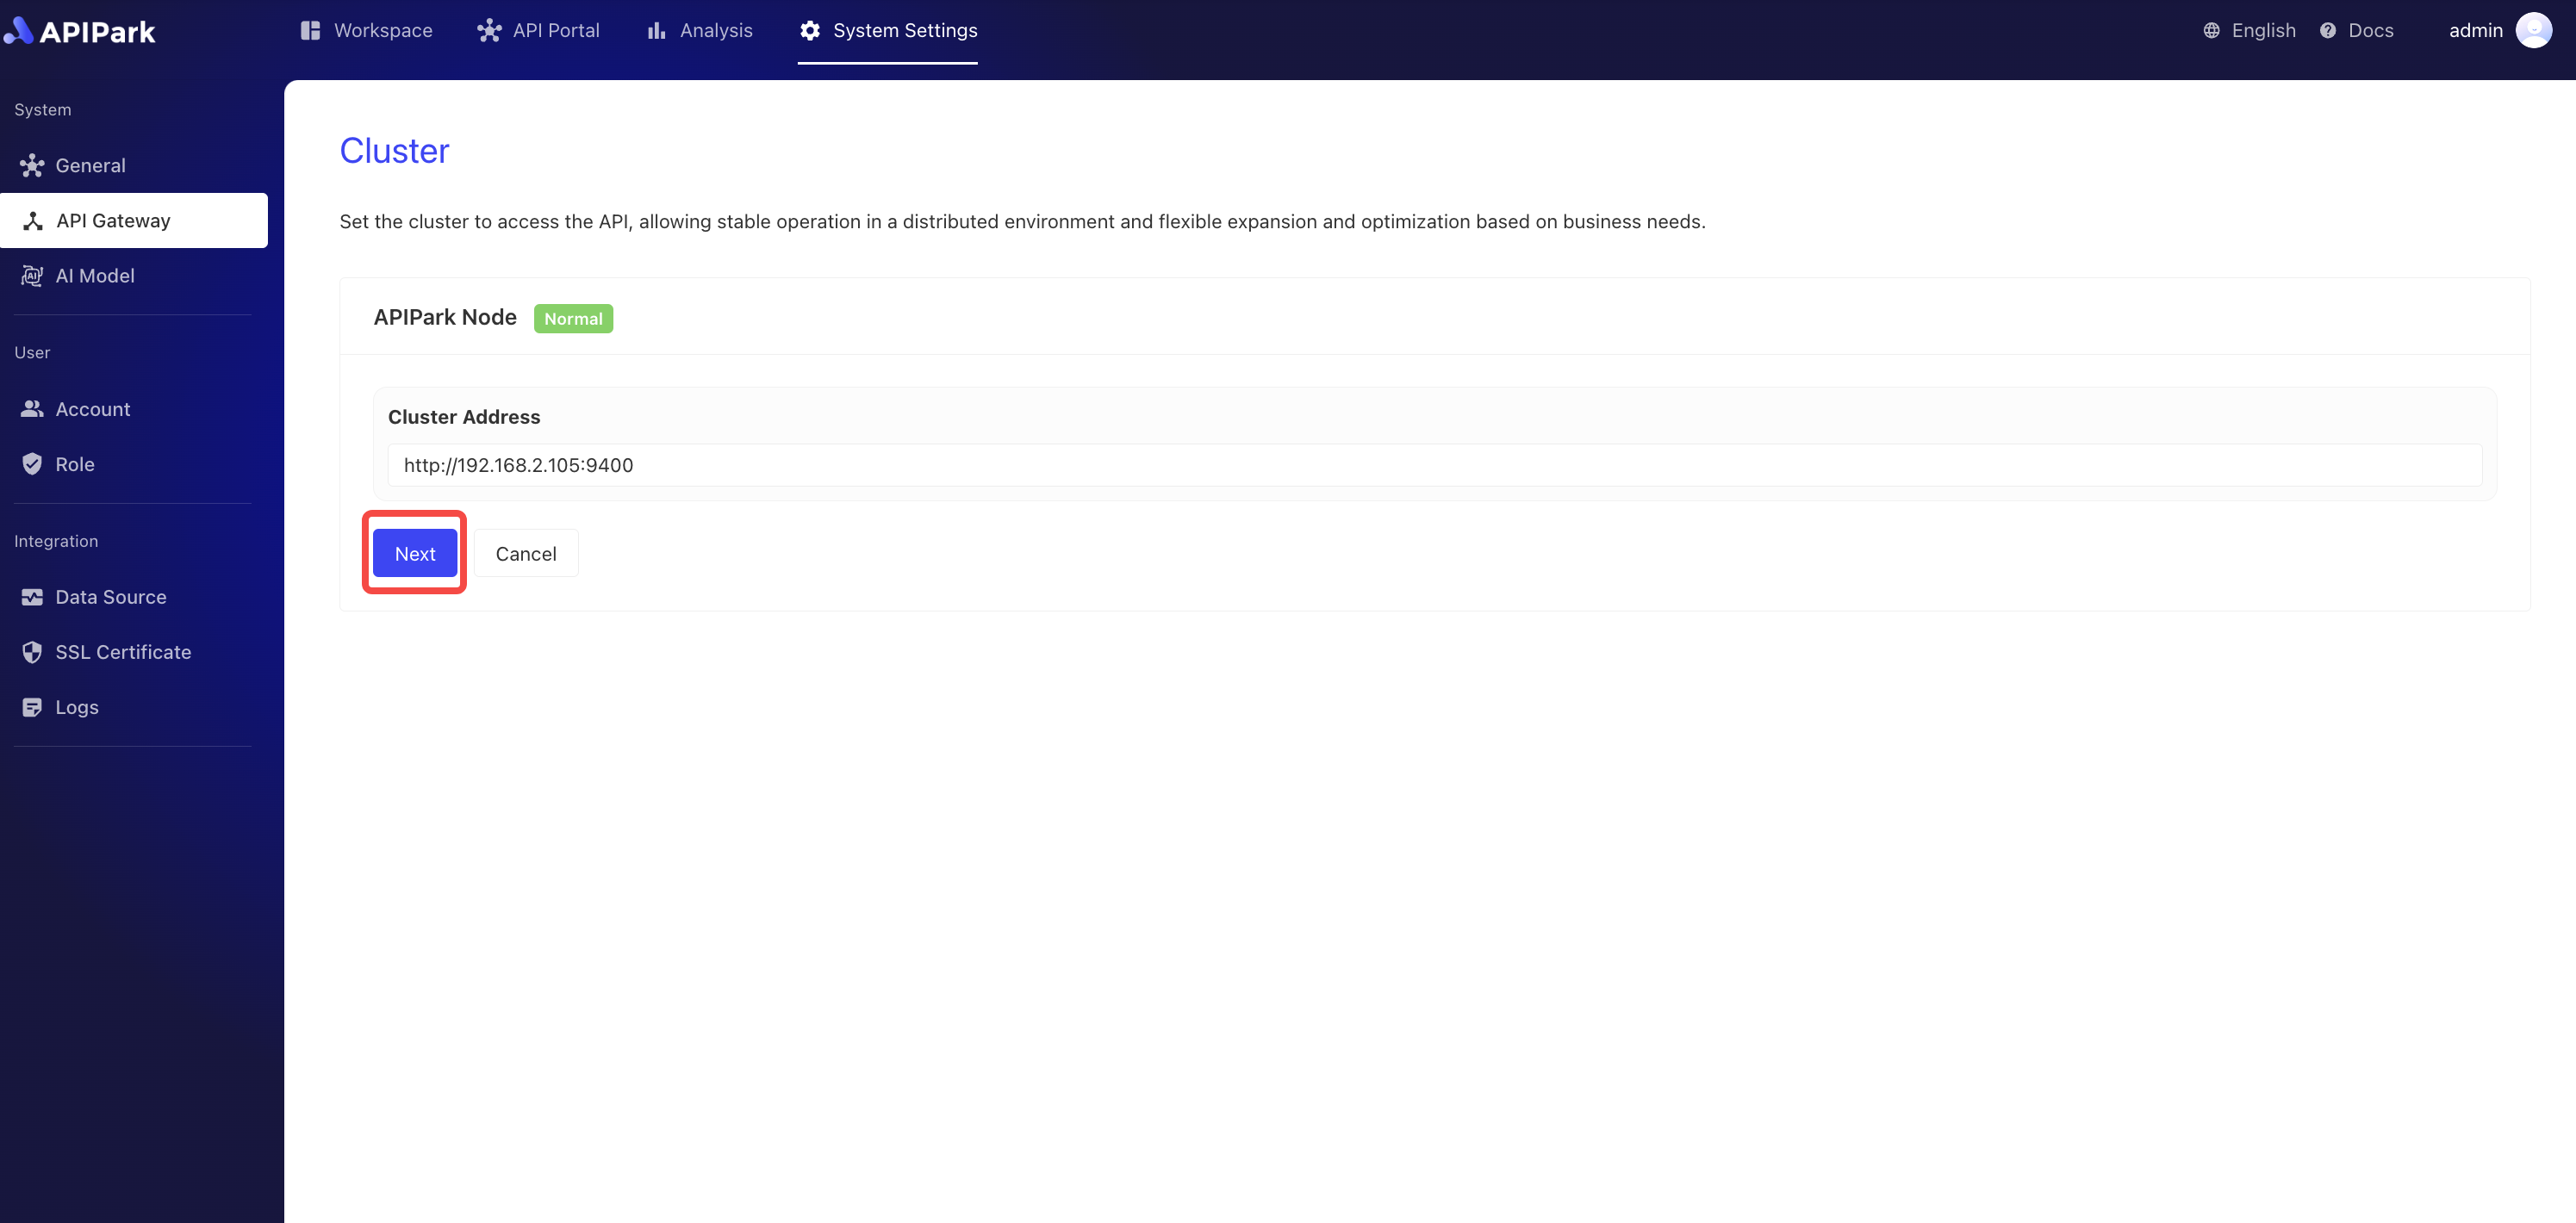 APIPark
Workspace
API Portal
Analysis
System Settings
English
Docs
admin
System
General
API Gateway
AI Model
User
Account
Role
Integration
Data Source
SSL Certificate
Logs
Cluster
Set the cluster to access the API, allowing stable operation in a distributed environment and flexible expansion and optimization based on business needs.
APIPark Node Normal
Cluster Address
http://192.168.2.105:9400
Next
Cancel